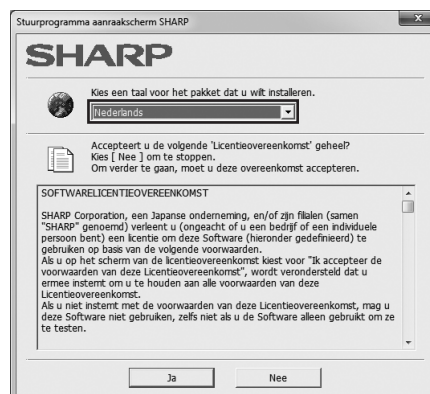 Stuurprogramma aanraakscherm SHARP
SHARP
Kies een taal voor het pakket dat u wilt installeren.
Nederlands
Accepteert u de volgende 'Licentieovereenkomst' geheel?
Kies [ Nee ] om te stoppen.
Om verder te gaan, moet u deze overeenkomst accepteren.
SOFTWARELICENTIEOVEREENKOMST
SHARP Corporation, een Japanse onderneming, en/of zijn filialen (samen
"SHARP" genoemd) verleent u (ongeacht of u een bedrijf of een individuele
persoon bent) een licentie om deze Software (hieronder gedefinieerd) te
gebruiken op basis van de volgende voorwaarden.
Als u op het scherm van de licentieovereenkomst kiest voor "Ik accepteer de
voorwaarden van deze Licentieovereenkomst", wordt verondersteld dat u
ermee instemt om u te houden aan alle voorwaarden van deze
Licentieovereenkomst.
Als u niet instemt met de voorwaarden van deze Licentieovereenkomst, mag u
deze Software niet gebruiken, zelfs niet als u de Software alleen gebruikt om ze
te testen.
Ja Nee